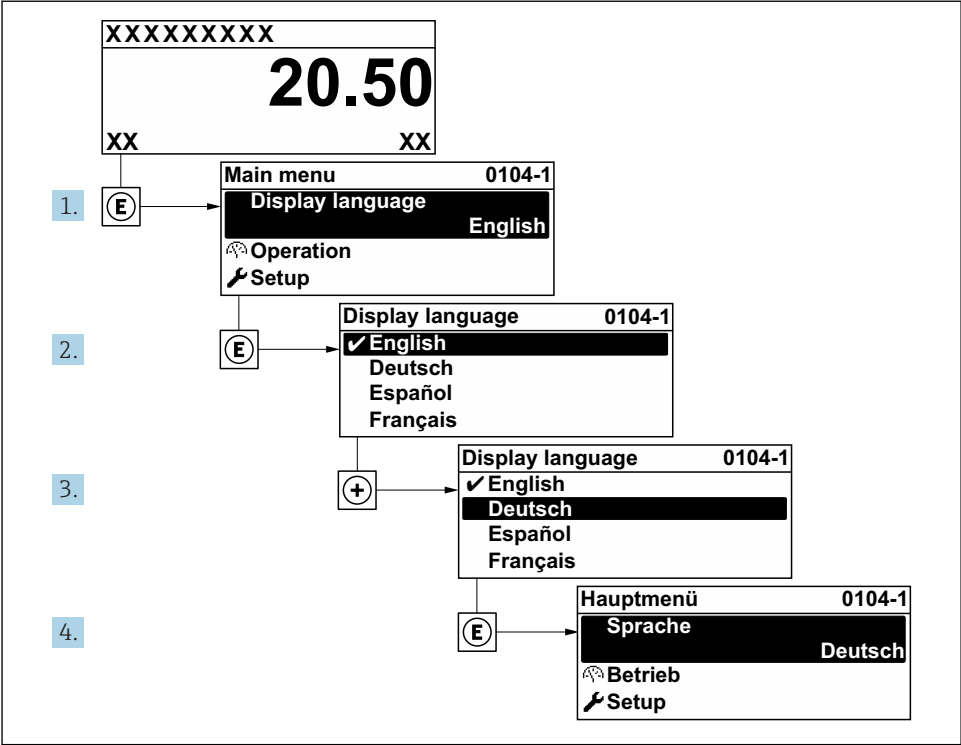 XXXXXXXXX
20.50
XX XX
Main menu 0104-1
1. E Display language
English
Operation
Setup
Display language 0104-1
2. E ✔English
Deutsch
Español
Français
Display language 0104-1
3. + ✔English
Deutsch
Español
Français
Hauptmenü 0104-1
4. E Sprache
Deutsch
Betrieb
Setup